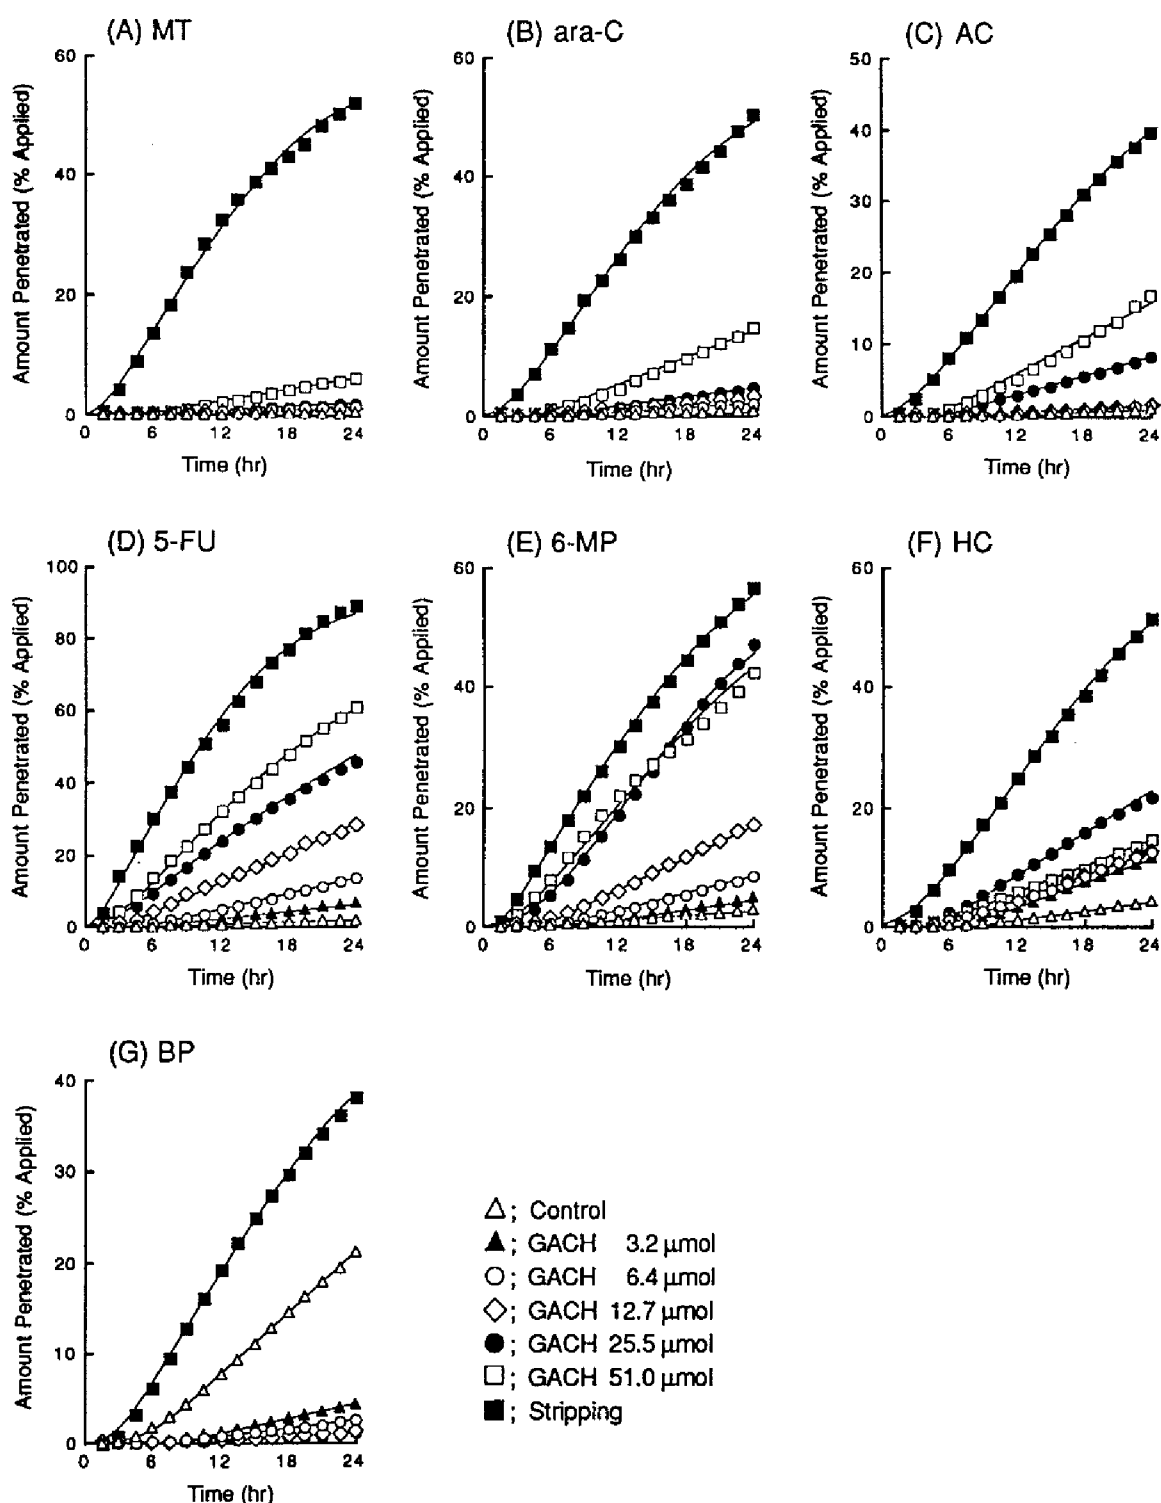 (A) MT
(B) ara-C
(C) AC
Amount Penetrated (% Applied)
60
40
20
0
0 6 12 18 24
Time (hr)
Amount Penetrated (% Applied)
60
40
20
0
0 6 12 18 24
Time (hr)
Amount Penetrated (% Applied)
50
40
30
20
10
0
0 6 12 18 24
Time (hr)
(D) 5-FU
(E) 6-MP
(F) HC
Amount Penetrated (% Applied)
100
80
60
40
20
0
0 6 12 18 24
Time (hr)
Amount Penetrated (% Applied)
60
40
20
0
0 6 12 18 24
Time (hr)
Amount Penetrated (% Applied)
60
40
20
0
0 6 12 18 24
Time (hr)
(G) BP
Amount Penetrated (% Applied)
40
30
20
10
0
0 6 12 18 24
Time (hr)
; Control
; GACH 3.2 μmol
; GACH 6.4 μmol
; GACH 12.7 μmol
; GACH 25.5 μmol
; GACH 51.0 μmol
; Stripping